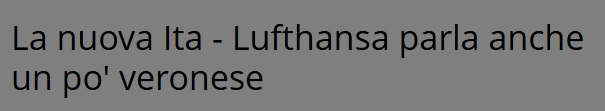 La nuova Ita - Lufthansa parla anche
un po' veronese